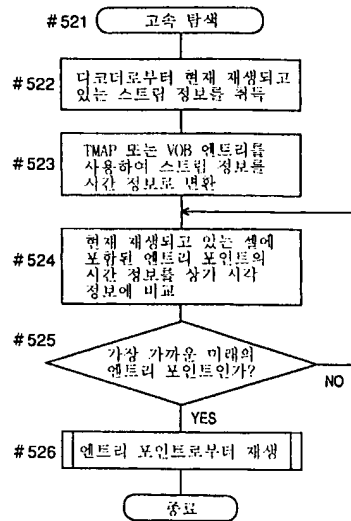 #521 고속 탐색
#522 디코더로부터 현재 재생되고
있는 스트림 정보를 취득
#523 TMAP 또는 VOB 엔트리를
사용하여 스트림 정보를
시간 정보로 변환
#524 현재 재생되고 있는 셀에
포함된 엔트리 포인트의
시간 정보를 상기 시각
정보에 비교
#525 가장 가까운 미래의
엔트리 포인트인가?
NO
YES
#526 엔트리 포인트로부터 재생
종료